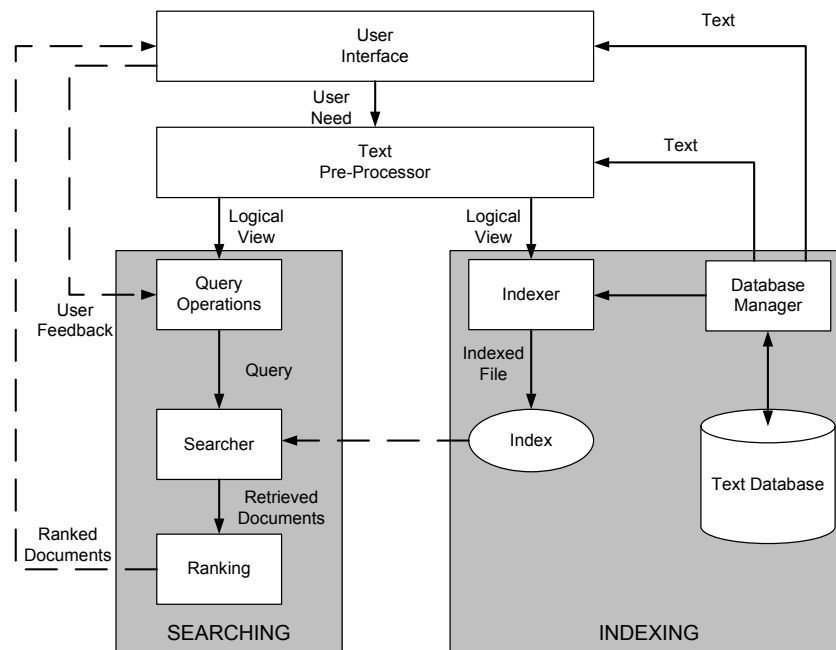 User
Interface
Text
User
Need
Text
Pre-Processor
Text
Logical
View
Logical
View
Query
Operations
Indexer
Database
Manager
User
Feedback
Query
Indexed
File
Searcher
Index
Text Database
Retrieved
Documents
Ranked
Documents
Ranking
SEARCHING
INDEXING